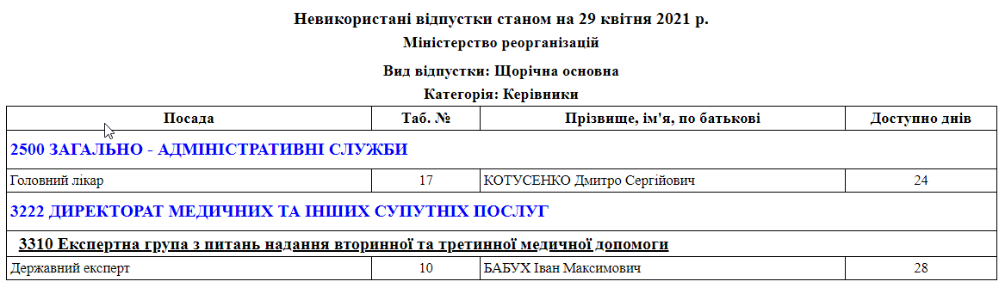 Невикористані відпустки станом на 29 квітня 2021 р.
Міністерство реорганізацій
Вид відпустки: Щорічна основна
Категорія: Керівники
Посада Таб. № Прізвище, ім'я, по батькові Доступно днів
2500 ЗАГАЛЬНО - АДМІНІСТРАТИВНІ СЛУЖБИ
Головний лікар 17 КОТУСЕНКО Дмитро Сергійович 24
3222 ДИРЕКТОРАТ МЕДИЧНИХ ТА ІНШИХ СУПУТНІХ ПОСЛУГ
3310 Експертна група з питань надання вторинної та третинної медичної допомоги
Державний експерт 10 БАБУХ Іван Максимович 28